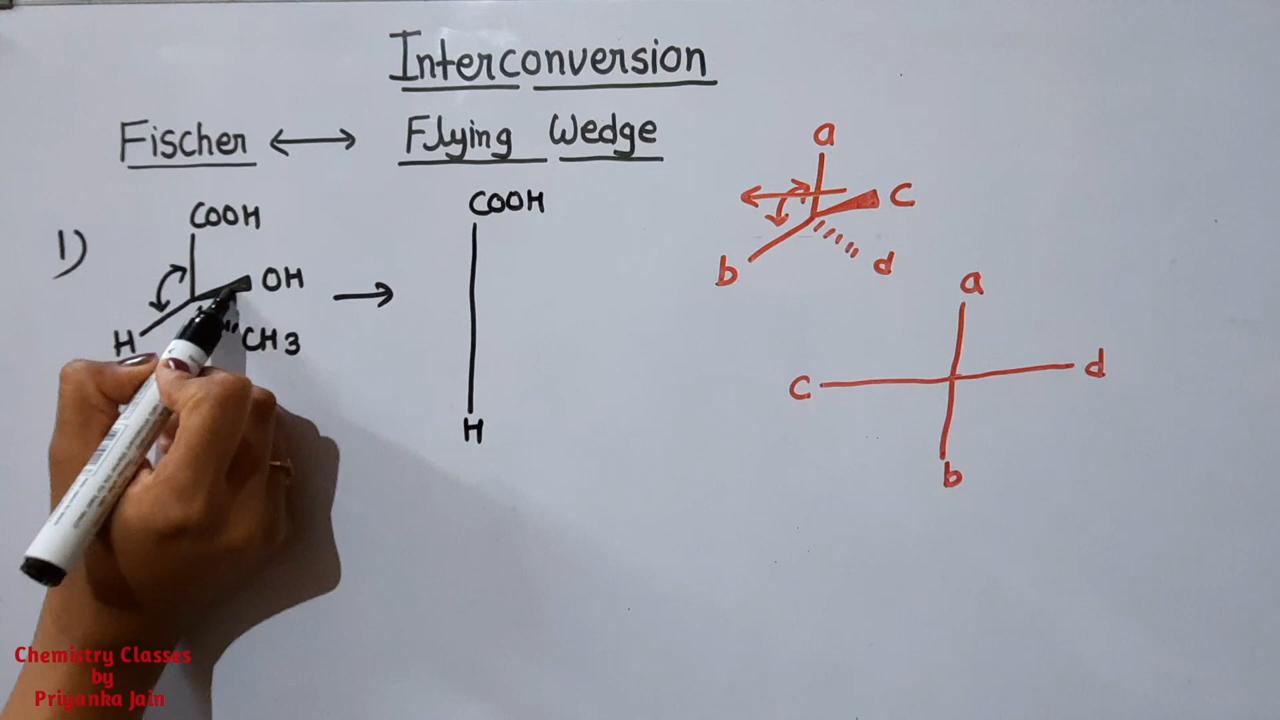 Interconversion
Fischer ⟷ Flying Wedge
1)
COOH
OH
H
CH3
→
COOH
H
a
c
b
d
a
c
d
b
Chemistry Classes
by
Priyanka Jain